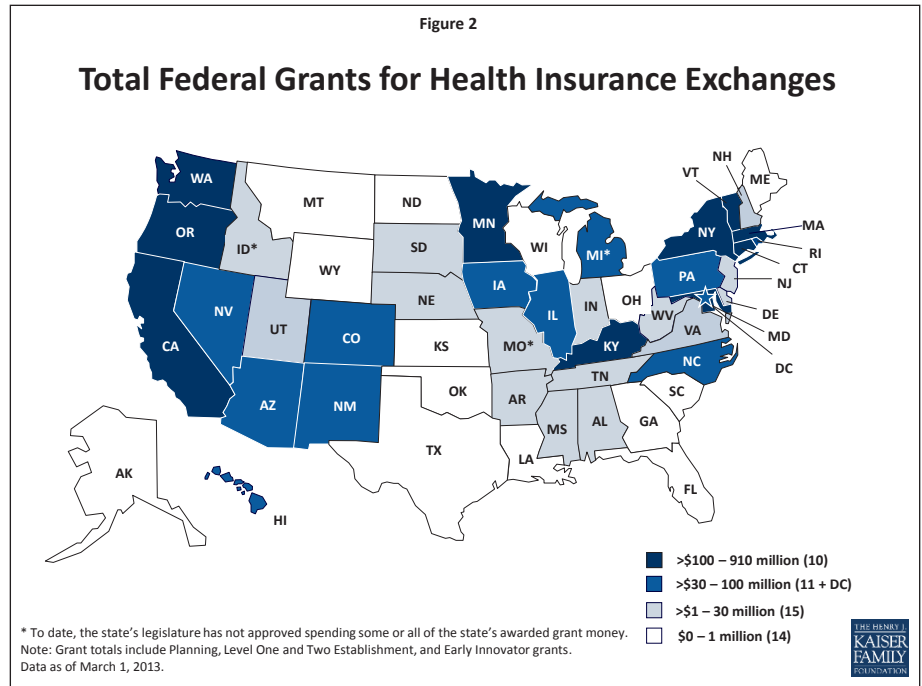 Figure 2
Total Federal Grants for Health Insurance Exchanges
WA
MT
ND
MN
VT
NH
ME
OR
ID*
SD
WI
MI*
NY
MA
RI
CT
WY
NE
IA
PA
NJ
NV
UT
CO
IL
IN
OH
WV
VA
DE
MD
DC
CA
KS
MO*
KY
NC
TN
AZ
NM
OK
AR
SC
MS
AL
GA
TX
LA
FL
AK
HI
>$100 – 910 million (10)
>$30 – 100 million (11 + DC)
>$1 – 30 million (15)
$0 – 1 million (14)
* To date, the state’s legislature has not approved spending some or all of the state’s awarded grant money.
Note: Grant totals include Planning, Level One and Two Establishment, and Early Innovator grants.
Data as of March 1, 2013.
THE HENRY J.
KAISER
FAMILY
FOUNDATION